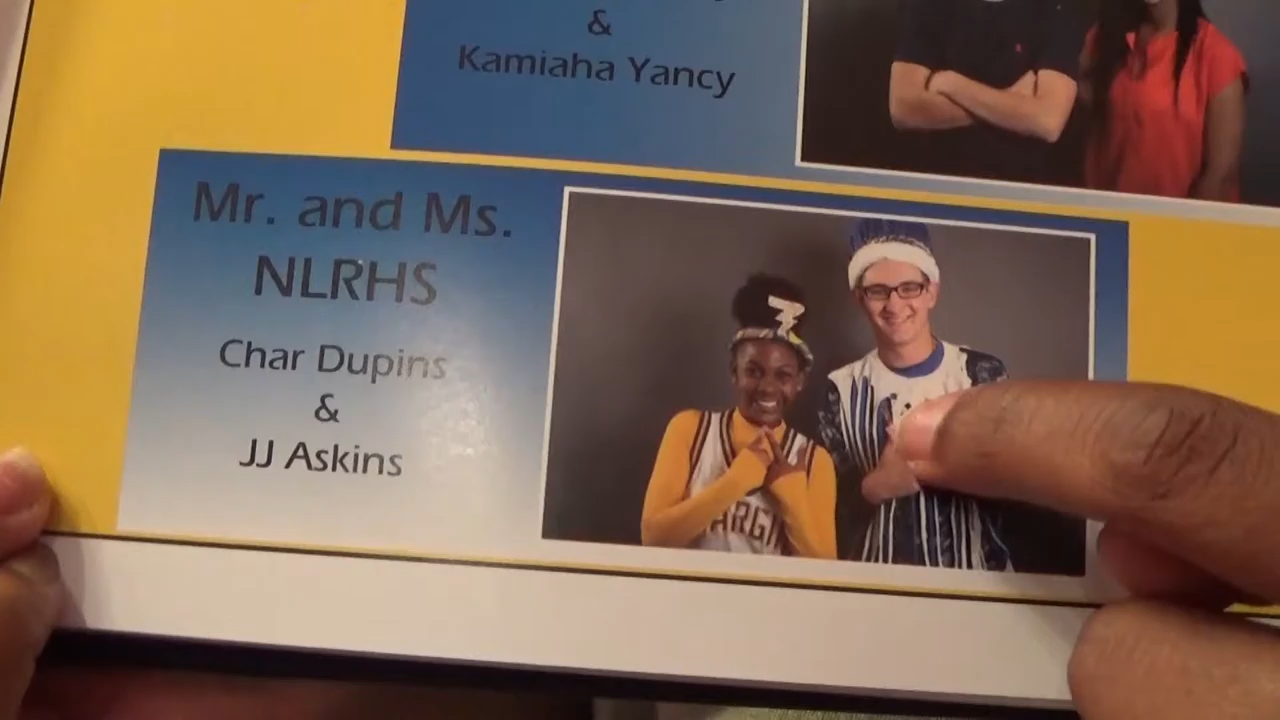 &
Kamiaha Yancy
Mr. and Ms.
NLRHS
Char Dupins
&
JJ Askins